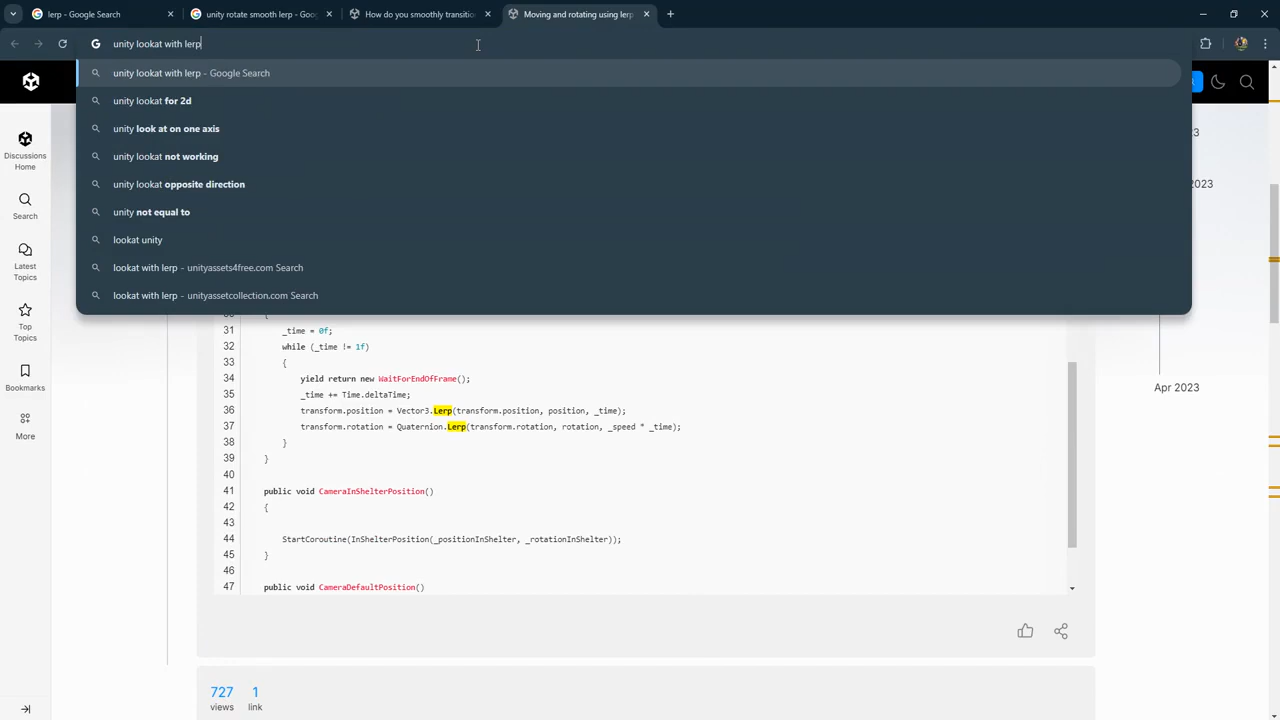 lerp - Google Search
unity rotate smooth lerp - Goog
How do you smoothly transition
Moving and rotating using lerp
unity lookat with lerp
unity lookat with lerp - Google Search
unity lookat for 2d
unity look at on one axis
unity lookat not working
unity lookat opposite direction
unity not equal to
lookat unity
lookat with lerp - unityassets4free.com Search
lookat with lerp - unityassetcollection.com Search
Discussions
Home
Search
Latest
Topics
Top
Topics
Bookmarks
More
31 _time = 0f;
32 while (_time != 1f)
33 {
34 yield return new WaitForEndOfFrame();
35 _time += Time.deltaTime;
36 transform.position = Vector3.Lerp(transform.position, position, _time);
37 transform.rotation = Quaternion.Lerp(transform.rotation, rotation, _speed * _time);
38 }
39 }
40
41 public void CameraInShelterPosition()
42 {
43
44 StartCoroutine(InShelterPosition(_positionInShelter, _rotationInShelter));
45 }
46
47 public void CameraDefaultPosition()
Apr 2023
727
views
1
link